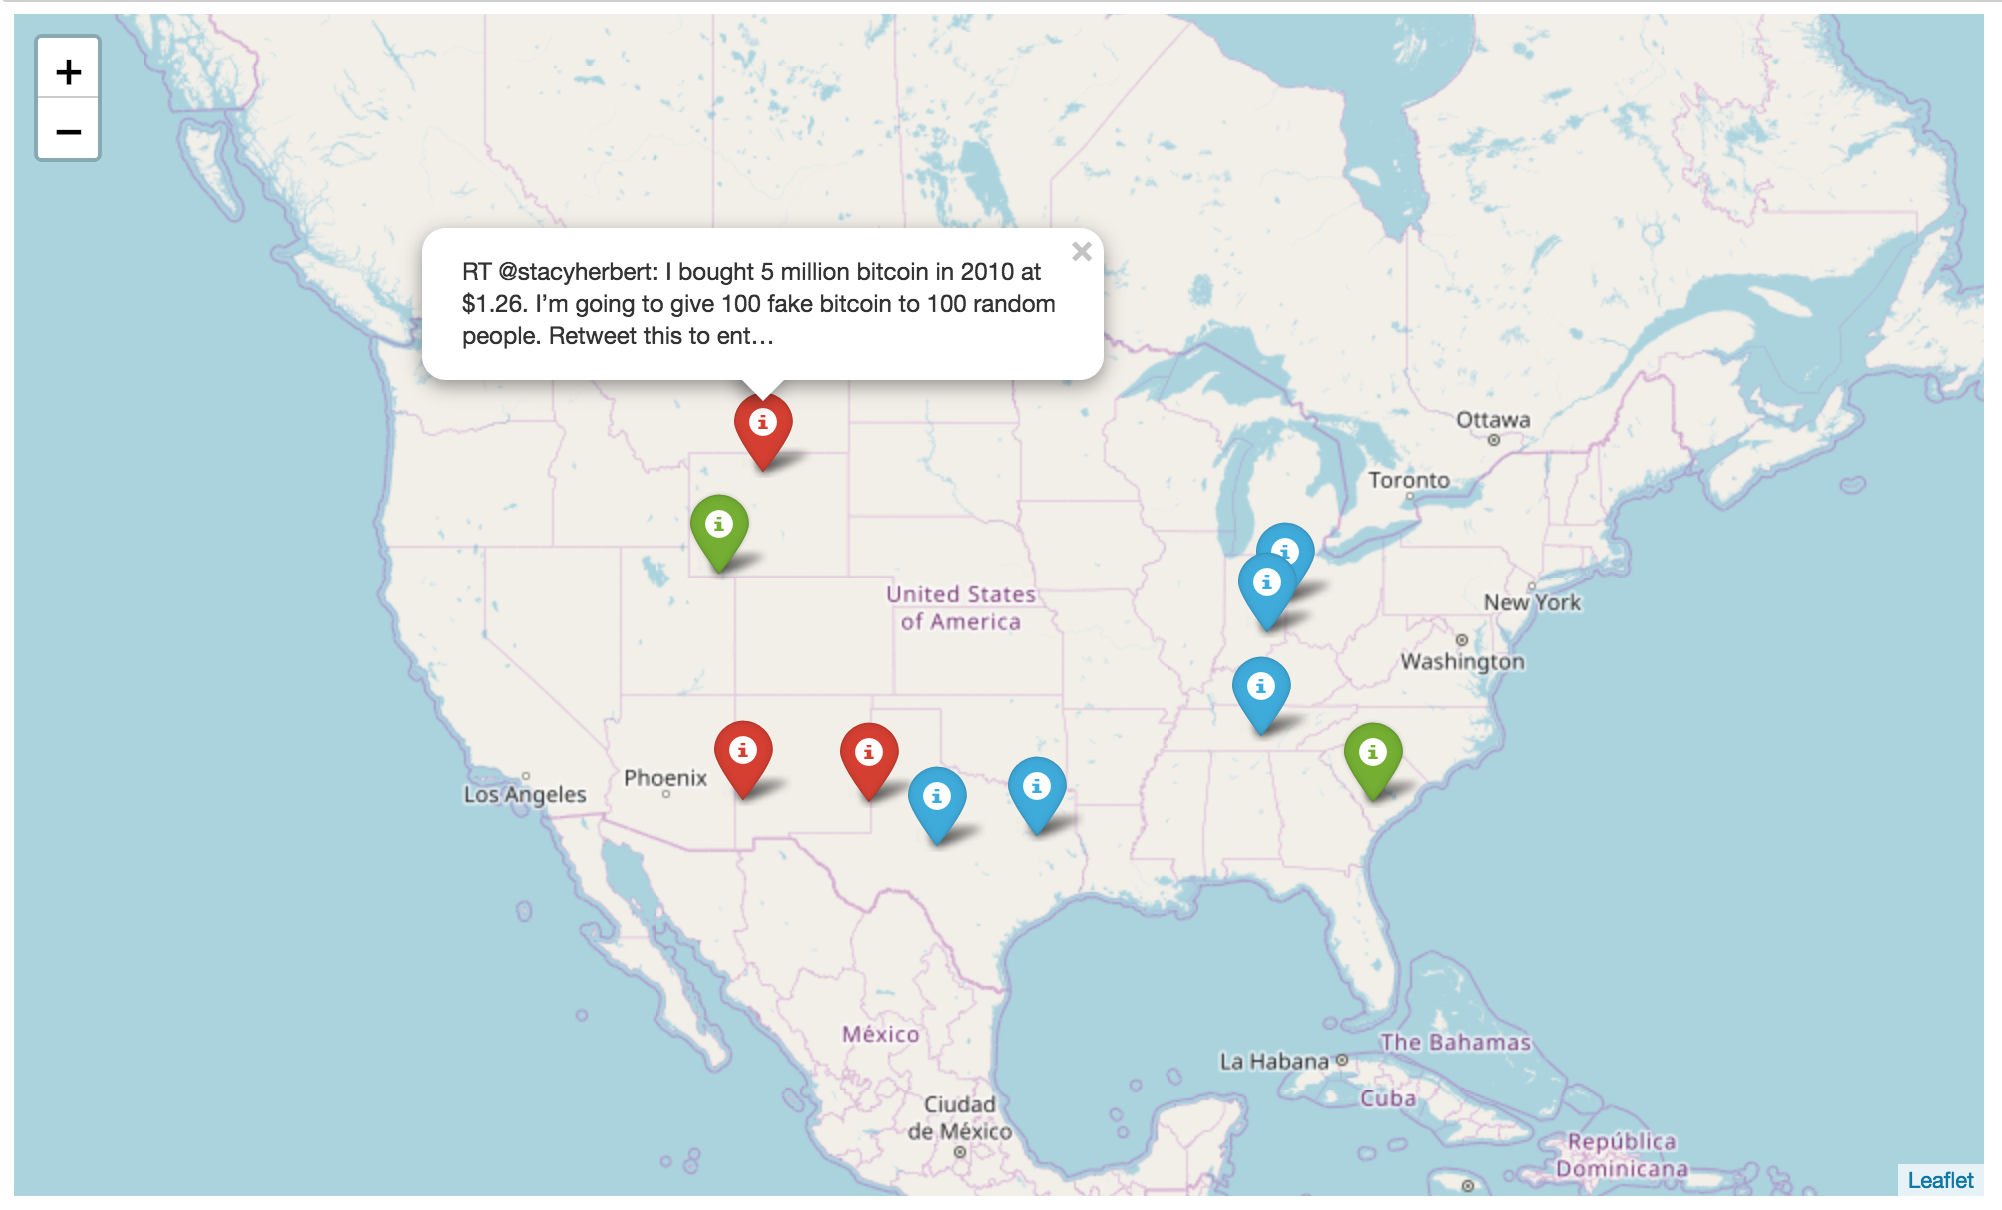 +
−
RT @stacyherbert: I bought 5 million bitcoin in 2010 at
$1.26. I’m going to give 100 fake bitcoin to 100 random
people. Retweet this to ent…
×
i
i
Ottawa
Toronto
i
i
United States
of America
New York
Washington
i
i
i
i
i
i
Phoenix
Los Angeles
México
The Bahamas
La Habana
Cuba
Ciudad
de México
República
Dominicana
Leaflet